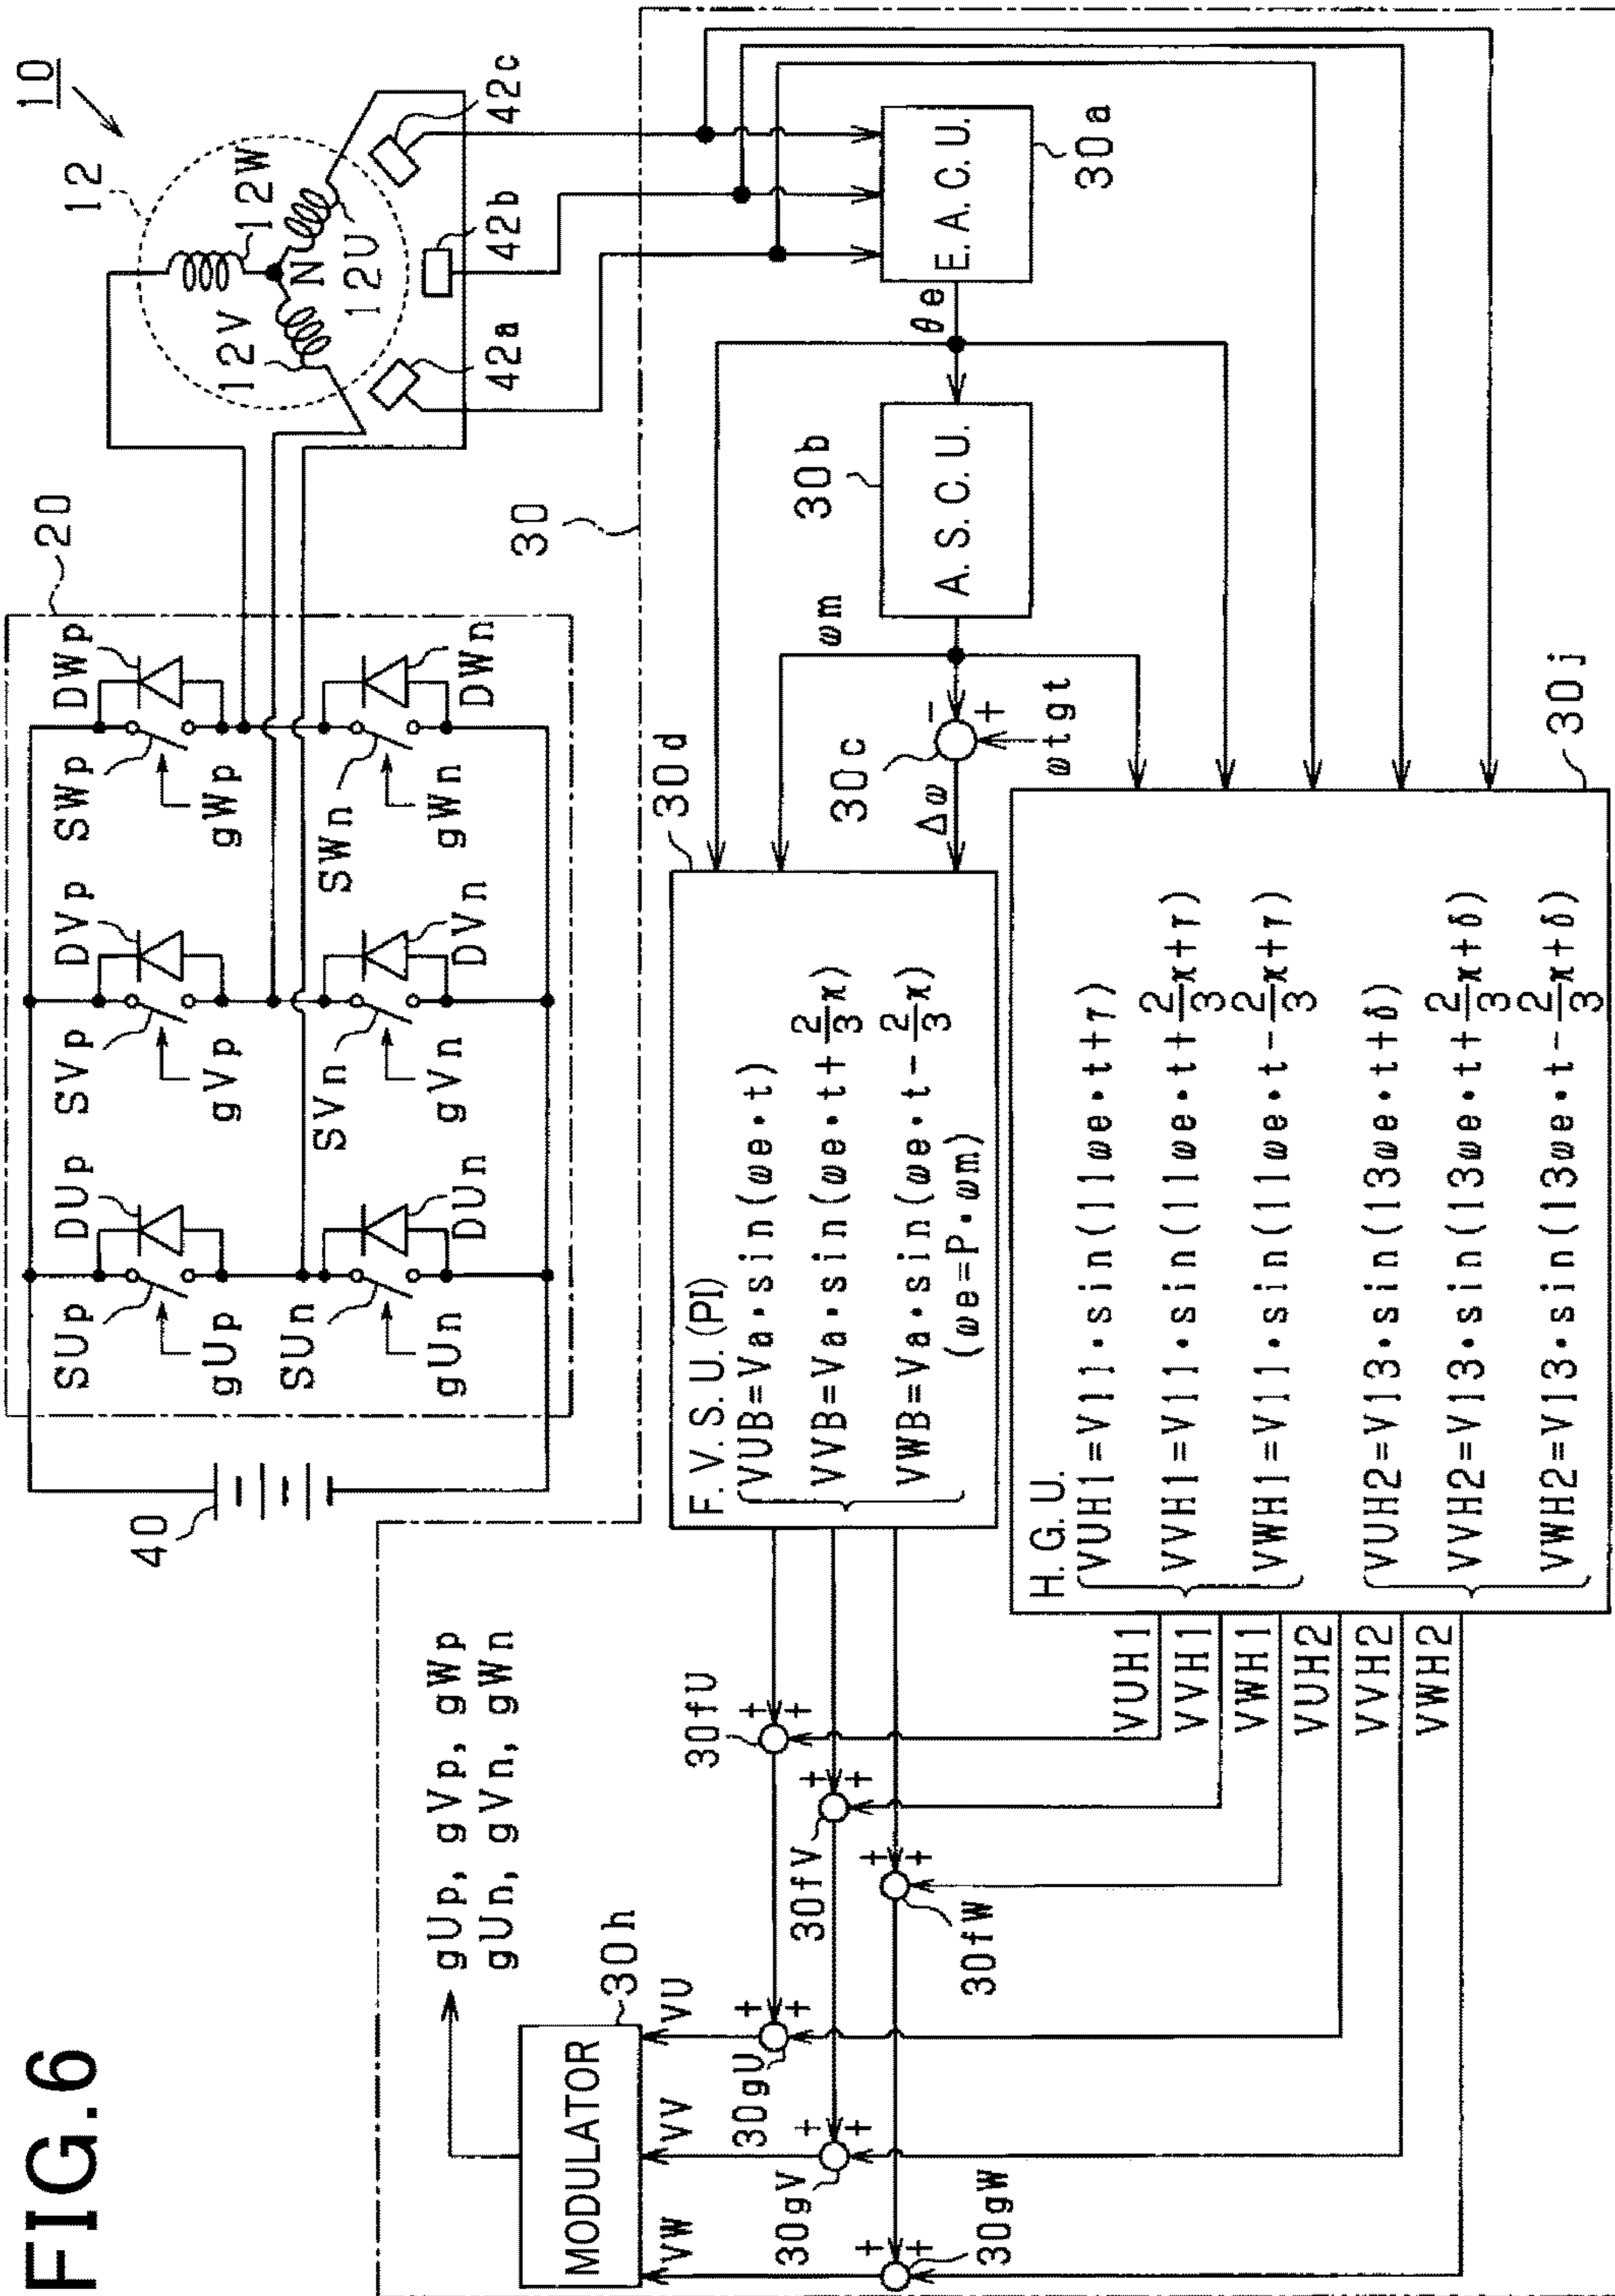 FIG.6
gUp, gVp, gWp
gUn, gVn, gWn
MODULATOR
30h
VW
VV
VU
30gW
30gV
30gU
30fW
30fV
30fU
+
+
+
+
+
+
+
+
+
+
+
+
40
20
SUp
DUp
gUp
SUn
DUn
gUn
SVp
DVp
gVp
SVn
DVn
gVn
SWp
DWp
gWp
SWn
DWn
gWn
10
12
12V
12W
12U
N
42a
42b
42c
30
30d
F. V. S. U. (PI)
VUB=Va•sin(ωe•t)
VVB=Va•sin(ωe•t+2/3π)
VWB=Va•sin(ωe•t-2/3π)
(ωe=P•ωm)
30c
Δω
-
+
ωtgt
ωm
30b
A. S. C. U.
θe
E. A. C. U.
30a
VUH1
VVH1
VWH1
VUH2
VVH2
VWH2
H. G. U.
VUH1=V11•sin(11ωe•t+γ)
VVH1=V11•sin(11ωe•t+2/3π+γ)
VWH1=V11•sin(11ωe•t-2/3π+γ)
VUH2=V13•sin(13ωe•t+δ)
VVH2=V13•sin(13ωe•t+2/3π+δ)
VWH2=V13•sin(13ωe•t-2/3π+δ)
30j